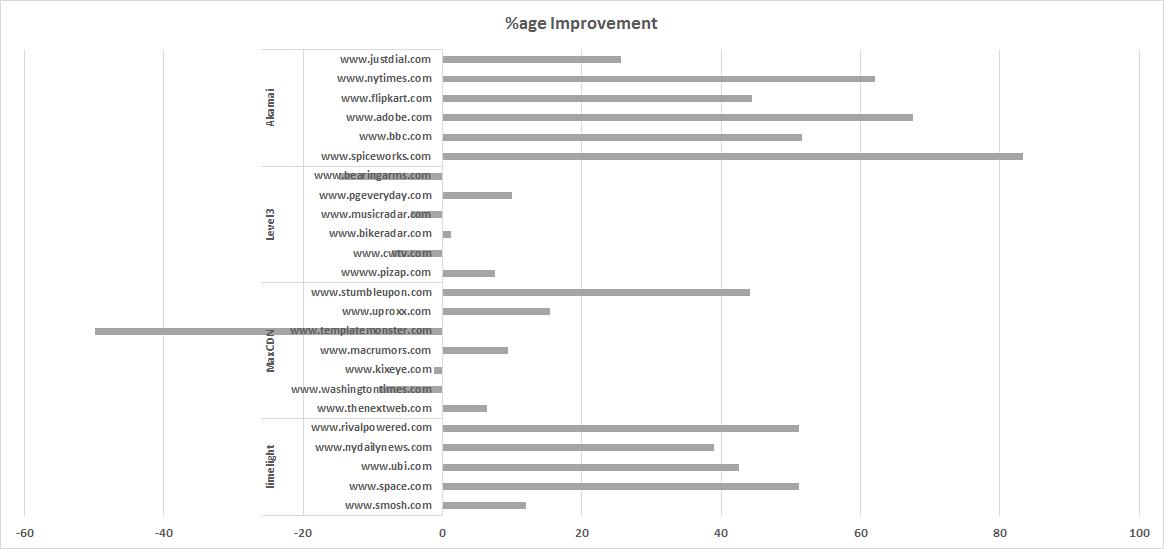 %age Improvement
Akamai
www.justdial.com
www.nytimes.com
www.flipkart.com
www.adobe.com
www.bbc.com
www.spiceworks.com
Level3
www.bearingarms.com
www.pgeveryday.com
www.musicradar.com
www.bikeradar.com
www.cwtv.com
wwww.pizap.com
MaxCDN
www.stumbleupon.com
www.uproxx.com
www.templatemonster.com
www.macrumors.com
www.kixeye.com
www.washingtontimes.com
www.thenextweb.com
limelight
www.rivalpowered.com
www.nydailynews.com
www.ubi.com
www.space.com
www.smosh.com
-60 -40 -20 0 20 40 60 80 100